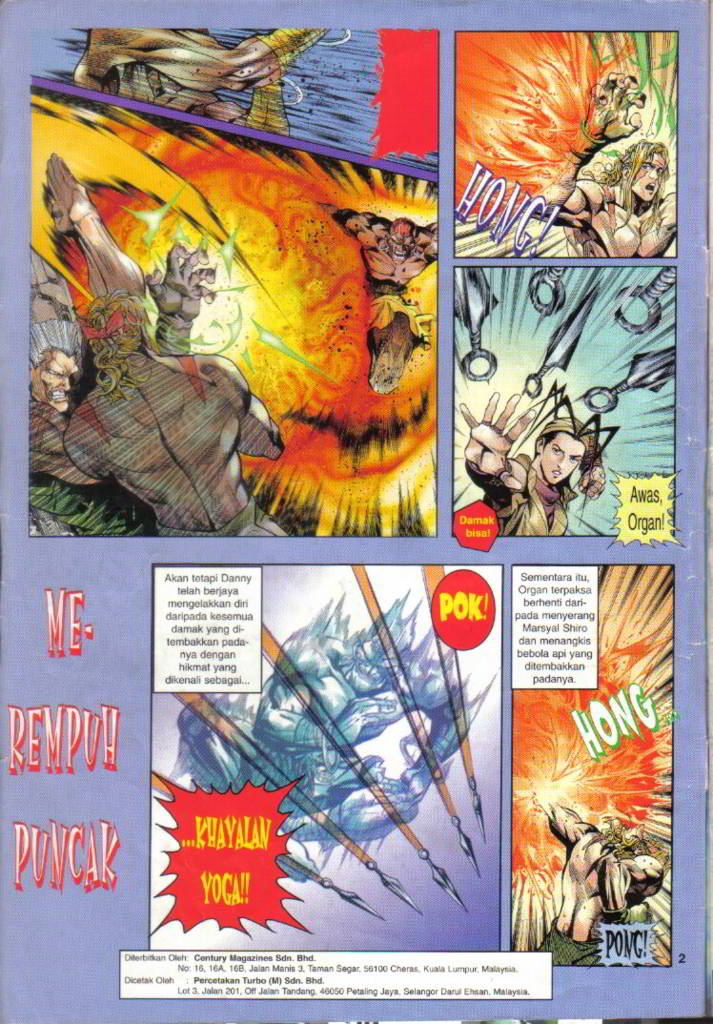 HONG!
Damak
bisa!
Awas,
Organ!
ME-
REMPUH
PUNCAK
Akan tetapi Danny
telah berjaya
mengelakkan diri
daripada kesemua
damak yang di-
tembakkan pada-
nya dengan
hikmat yang
dikenali sebagai...
POK!
...KHAYALAN
YOGA!!
Sementara itu,
Organ terpaksa
berhenti dari-
pada menyerang
Marsyal Shiro
dan menangkis
bebola api yang
ditembakkan
padanya.
HONG
PONG!
2
Diterbitkan Oleh: Century Magazines Sdn. Bhd.
No: 16, 16A, 16B, Jalan Manis 3, Taman Segar, 56100 Cheras, Kuala Lumpur, Malaysia.
Dicetak Oleh : Percetakan Turbo (M) Sdn. Bhd.
Lot 3, Jalan 201, Off Jalan Tandang, 46050 Petaling Jaya, Selangor Darul Ehsan, Malaysia.